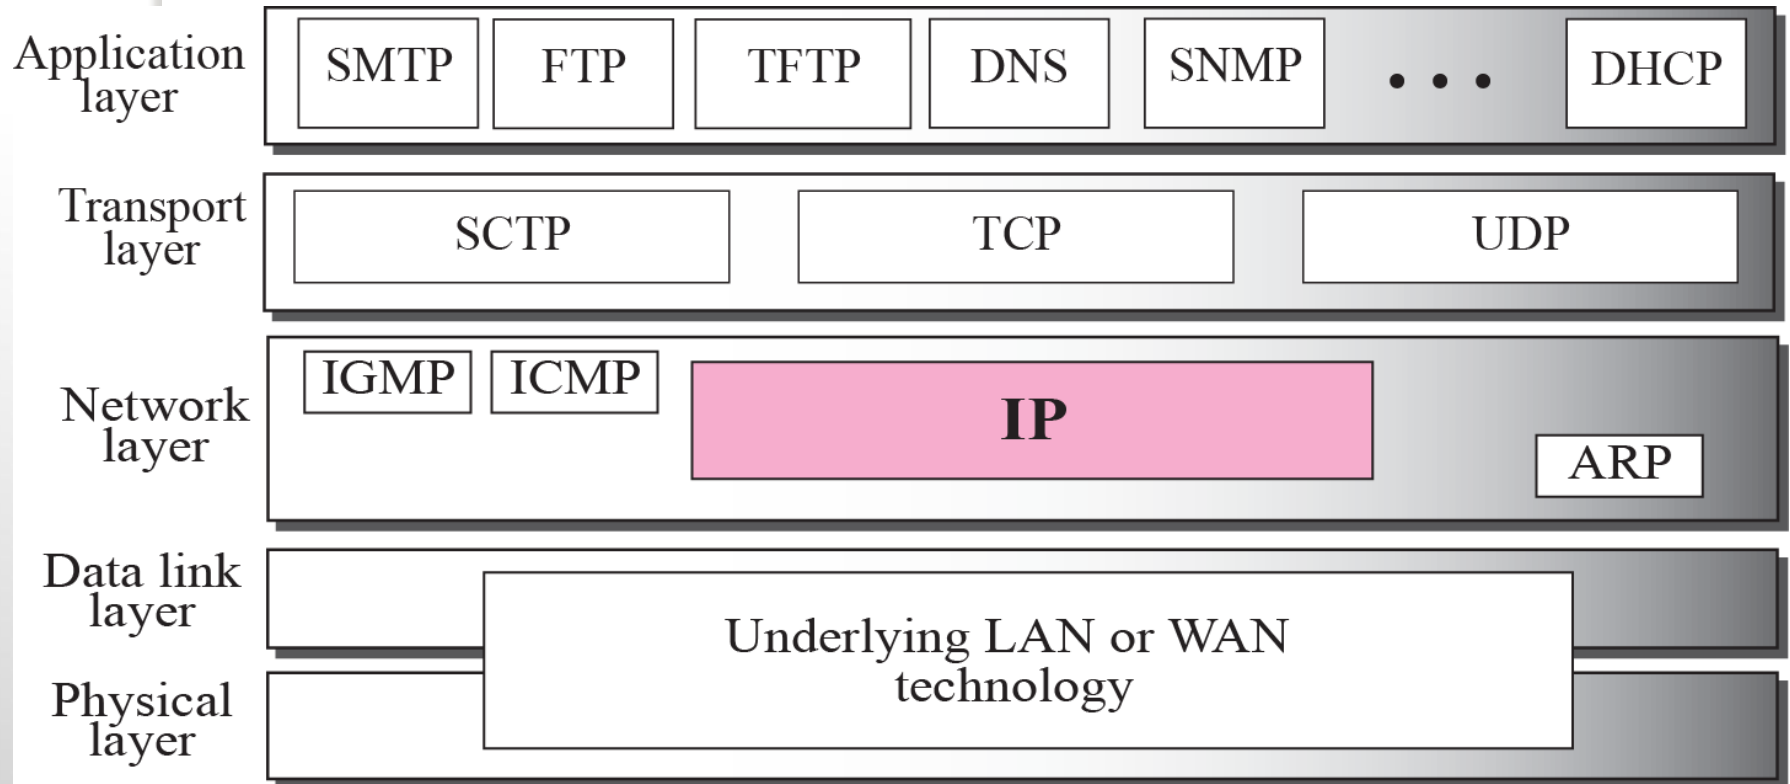 Application
layer
SMTP
FTP
TFTP
DNS
SNMP
• • •
DHCP
Transport
layer
SCTP
TCP
UDP
Network
layer
IGMP
ICMP
IP
ARP
Data link
layer
Underlying LAN or WAN
technology
Physical
layer